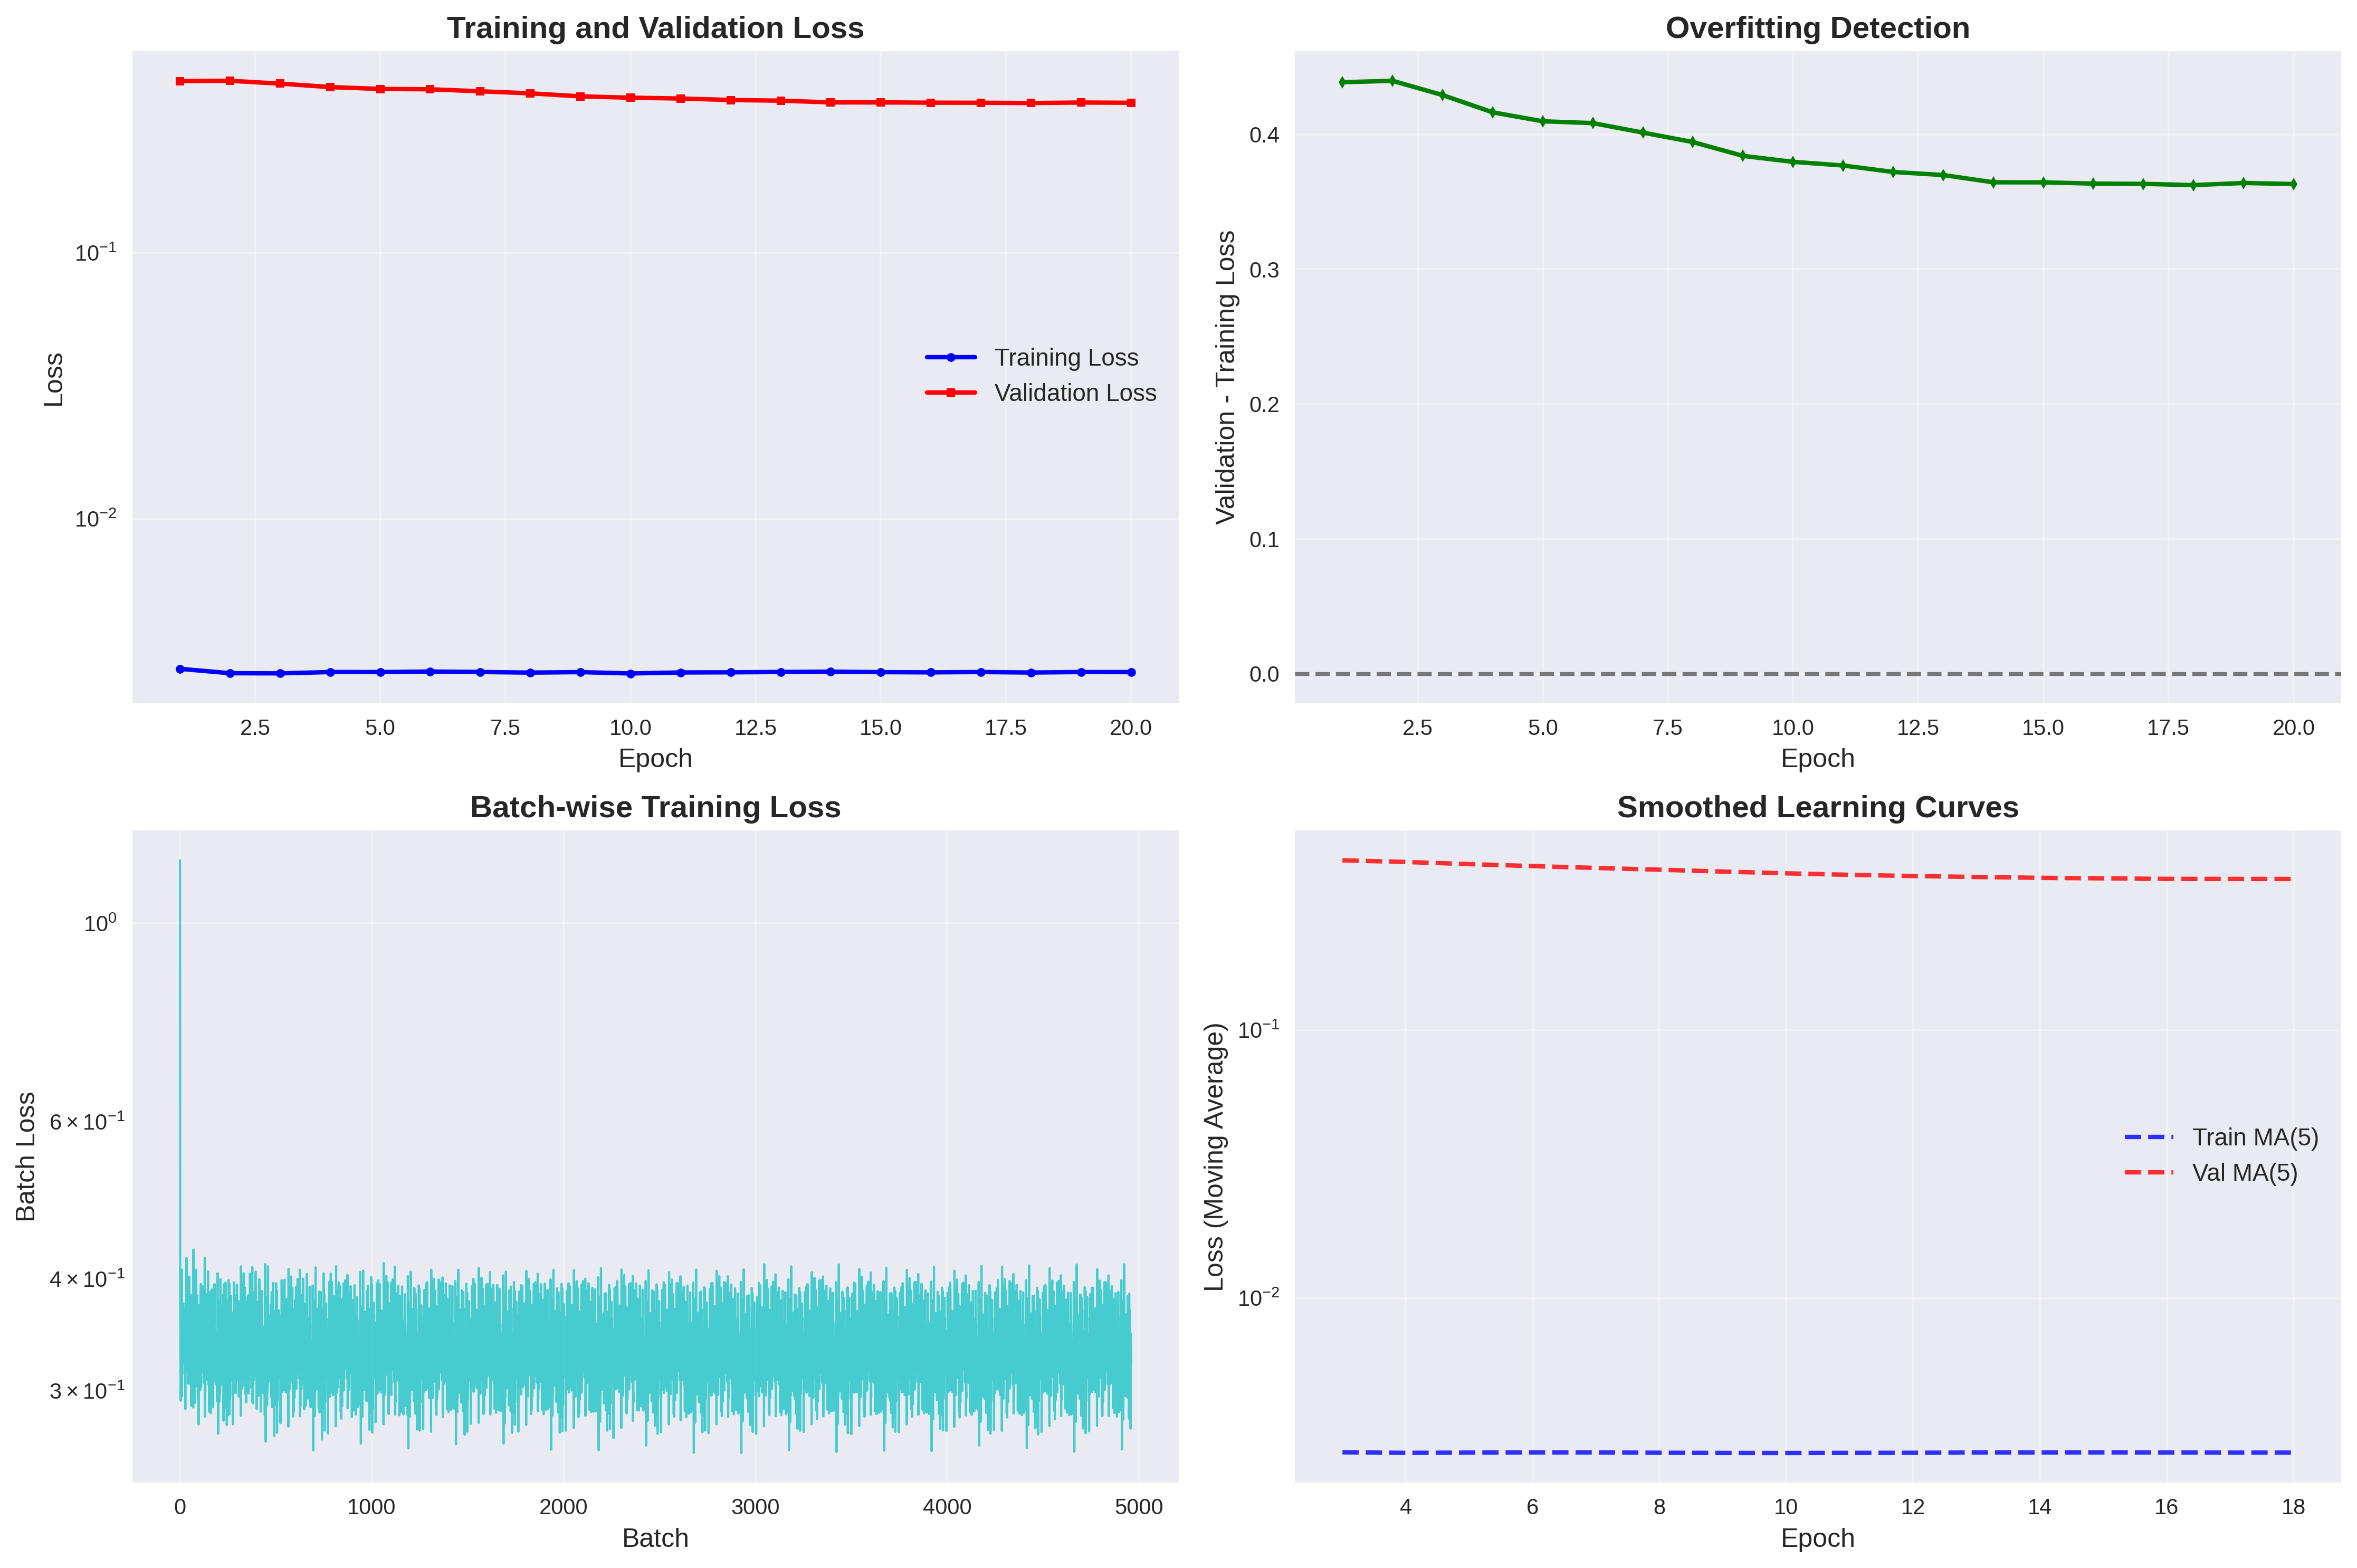 Training and Validation Loss
Loss
10⁻¹
10⁻²
Training Loss
Validation Loss
2.5 5.0 7.5 10.0 12.5 15.0 17.5 20.0
Epoch
Overfitting Detection
Validation - Training Loss
0.4
0.3
0.2
0.1
0.0
2.5 5.0 7.5 10.0 12.5 15.0 17.5 20.0
Epoch
Batch-wise Training Loss
Batch Loss
10⁰
6 × 10⁻¹
4 × 10⁻¹
3 × 10⁻¹
0 1000 2000 3000 4000 5000
Batch
Smoothed Learning Curves
Loss (Moving Average)
10⁻¹
10⁻²
Train MA(5)
Val MA(5)
4 6 8 10 12 14 16 18
Epoch